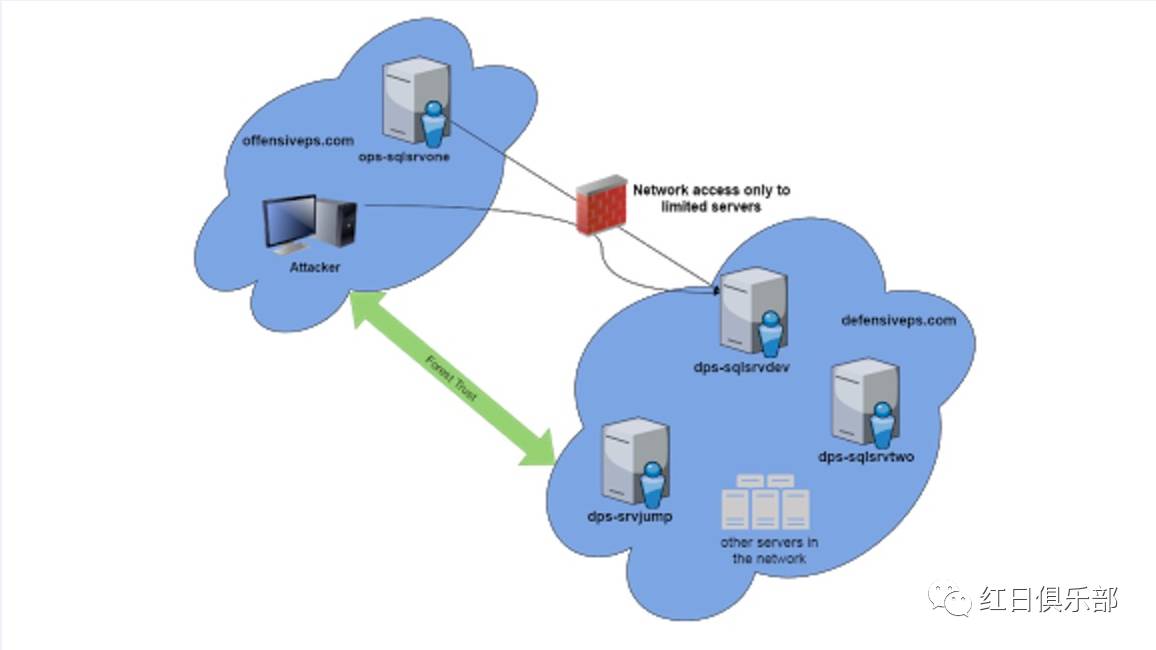 offensiveps.com
ops-sqlsrvone
Attacker
Network access only to
limited servers
Forest Trust
defensiveps.com
dps-sqlsrvdev
dps-sqlsrvtwo
dps-srvjump
other servers in
the network
红日俱乐部